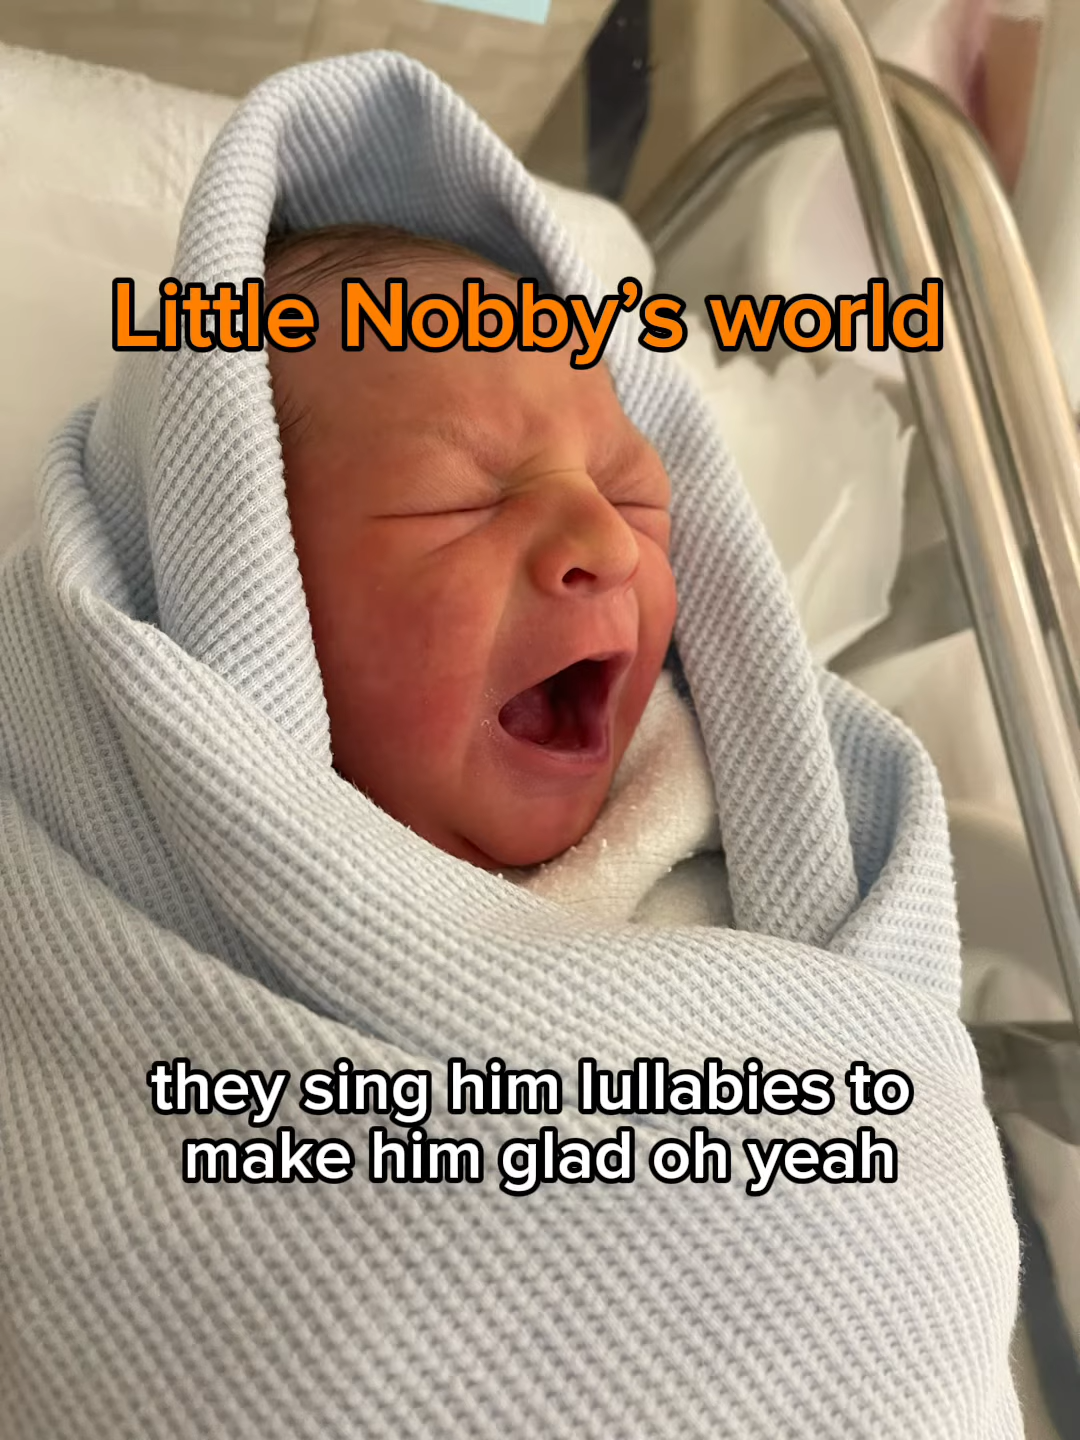 Little Nobby’s world
they sing him lullabies to
make him glad oh yeah